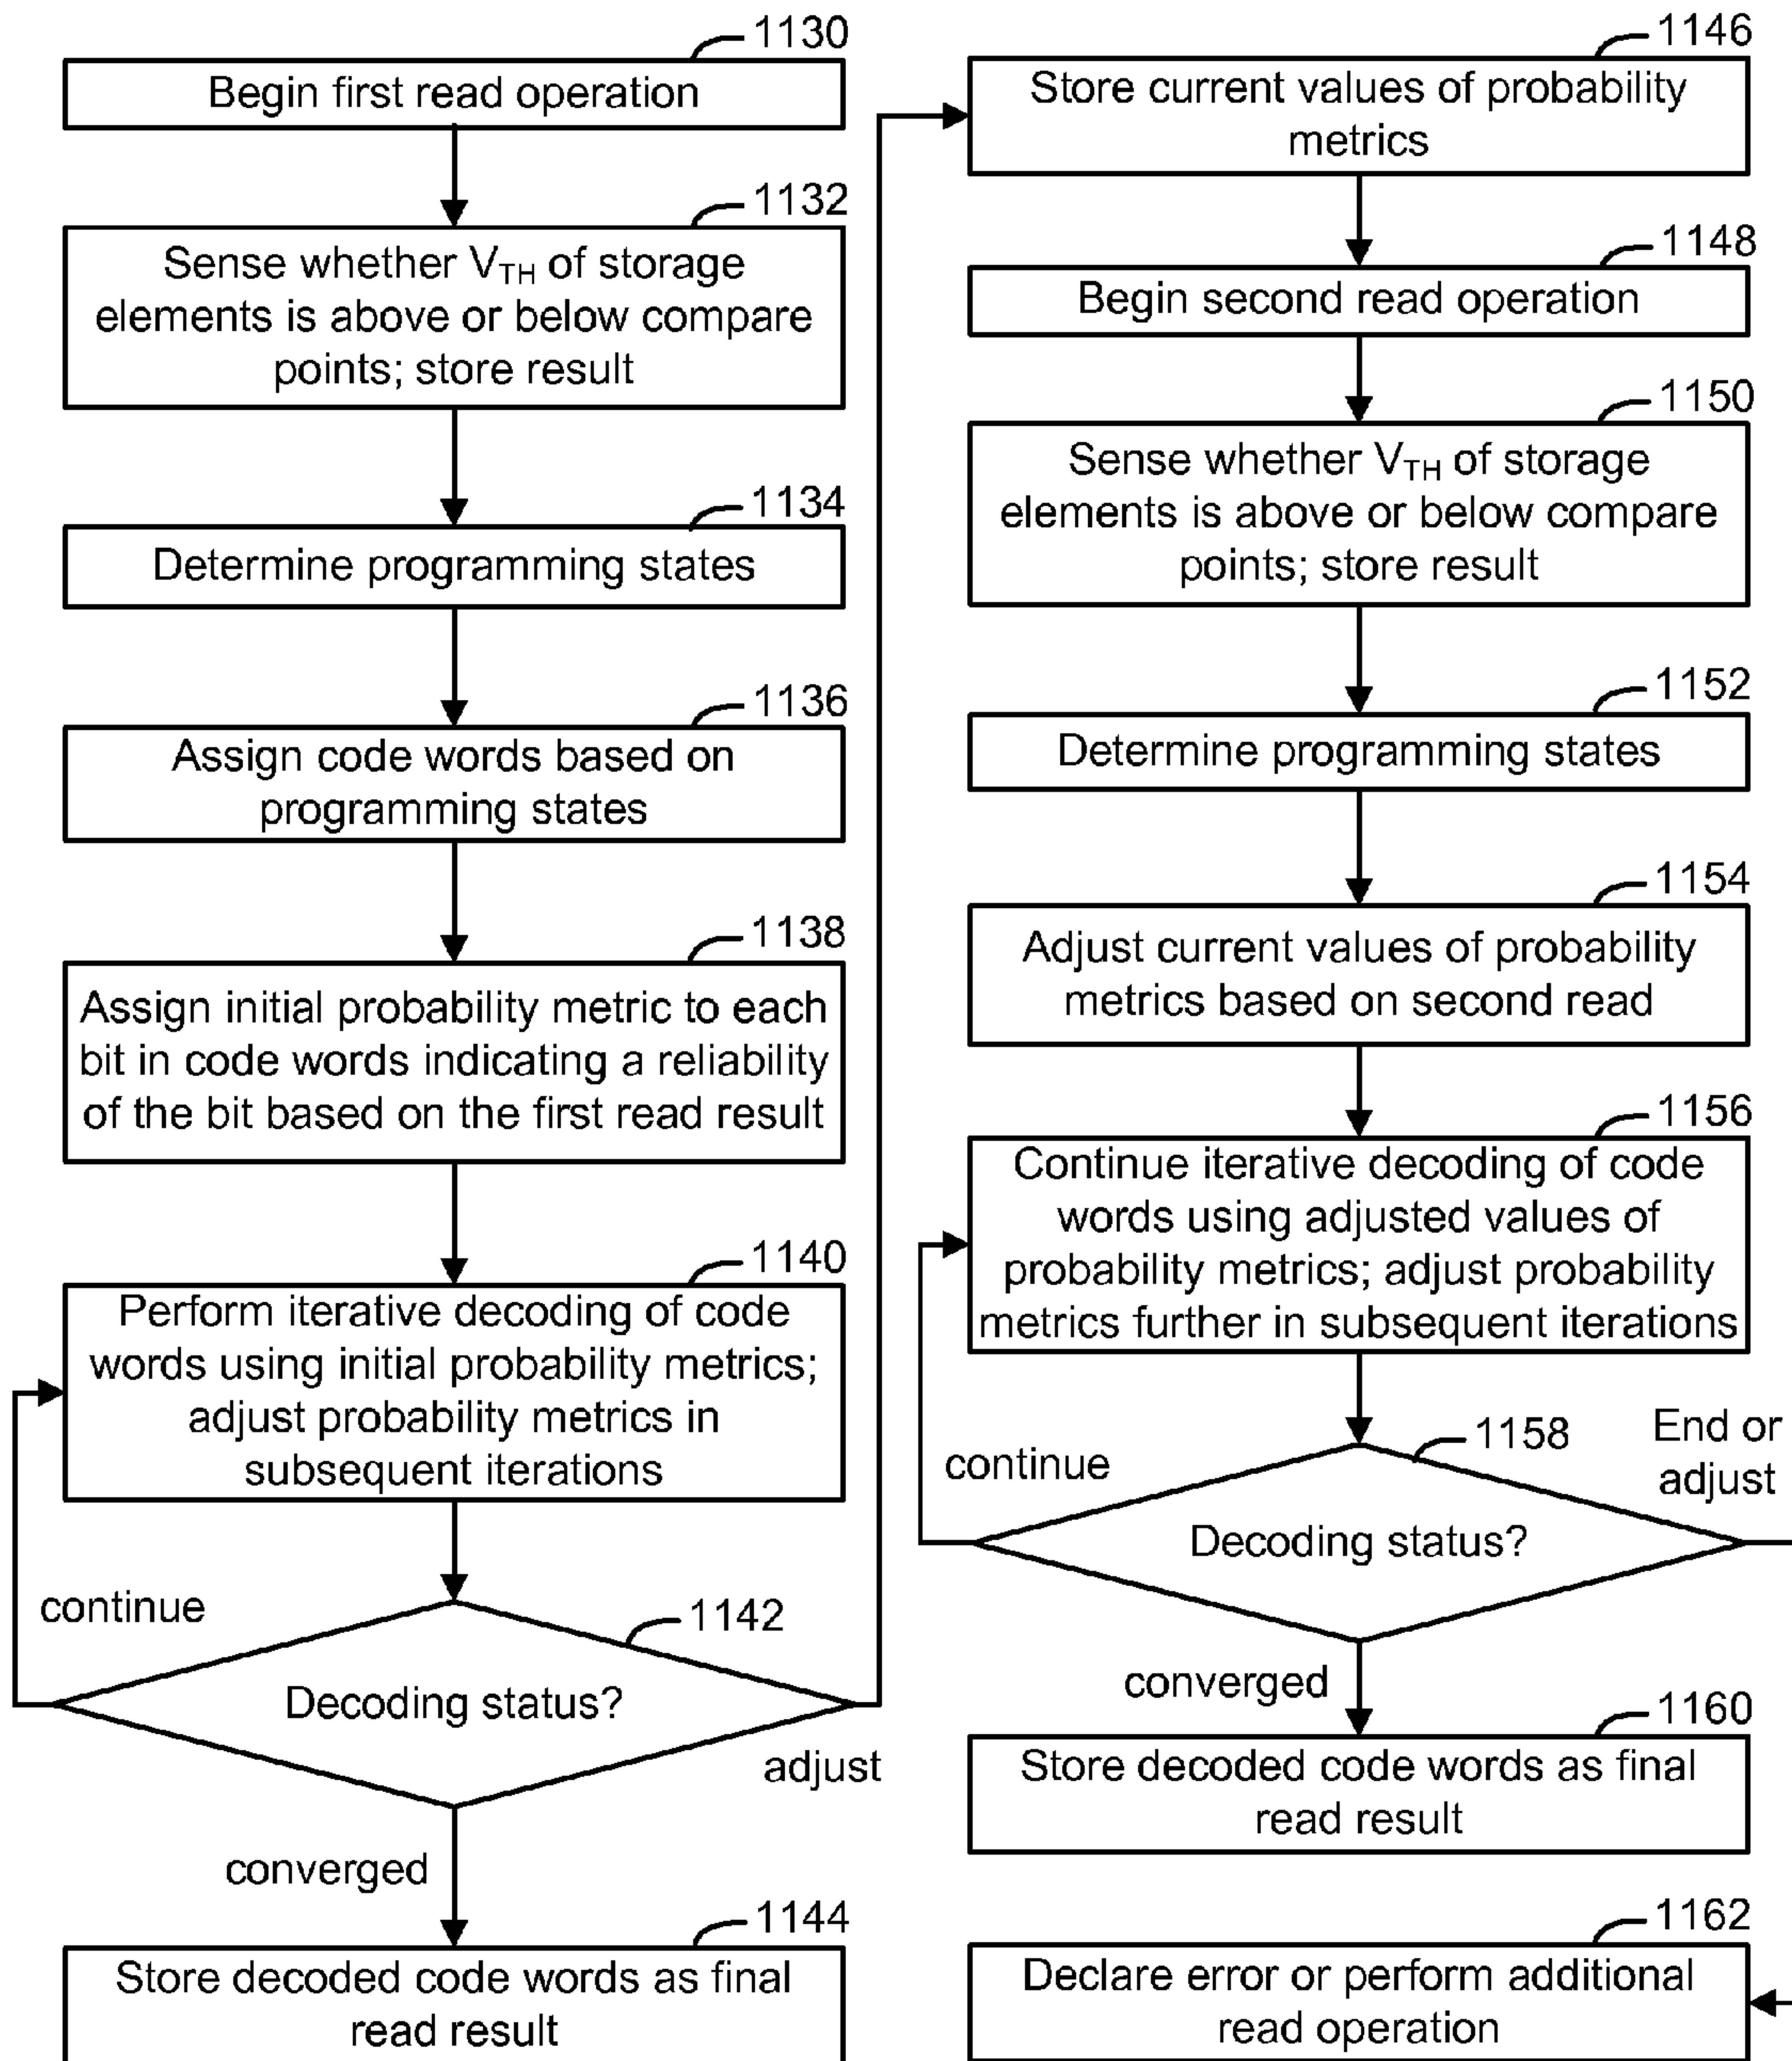 1130
Begin first read operation
1132
Sense whether VTH of storage
elements is above or below compare
points; store result
1134
Determine programming states
1136
Assign code words based on
programming states
1138
Assign initial probability metric to each
bit in code words indicating a reliability
of the bit based on the first read result
1140
Perform iterative decoding of code
words using initial probability metrics;
adjust probability metrics in
subsequent iterations
continue
1142
Decoding status?
adjust
converged
1144
Store decoded code words as final
read result
1146
Store current values of probability
metrics
1148
Begin second read operation
1150
Sense whether VTH of storage
elements is above or below compare
points; store result
1152
Determine programming states
1154
Adjust current values of probability
metrics based on second read
1156
Continue iterative decoding of code
words using adjusted values of
probability metrics; adjust probability
metrics further in subsequent iterations
continue
1158
End or
adjust
Decoding status?
converged
1160
Store decoded code words as final
read result
1162
Declare error or perform additional
read operation